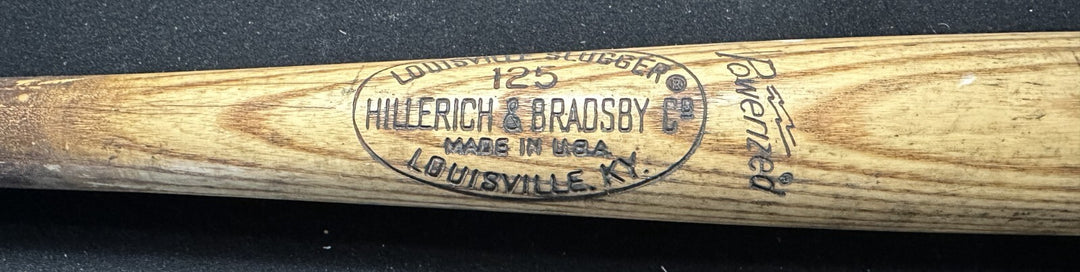 LOUISVILLE SLUGGER®
125
HILLERICH & BRADSBY Cº
MADE IN U.S.A.
LOUISVILLE, KY.
Powerized®